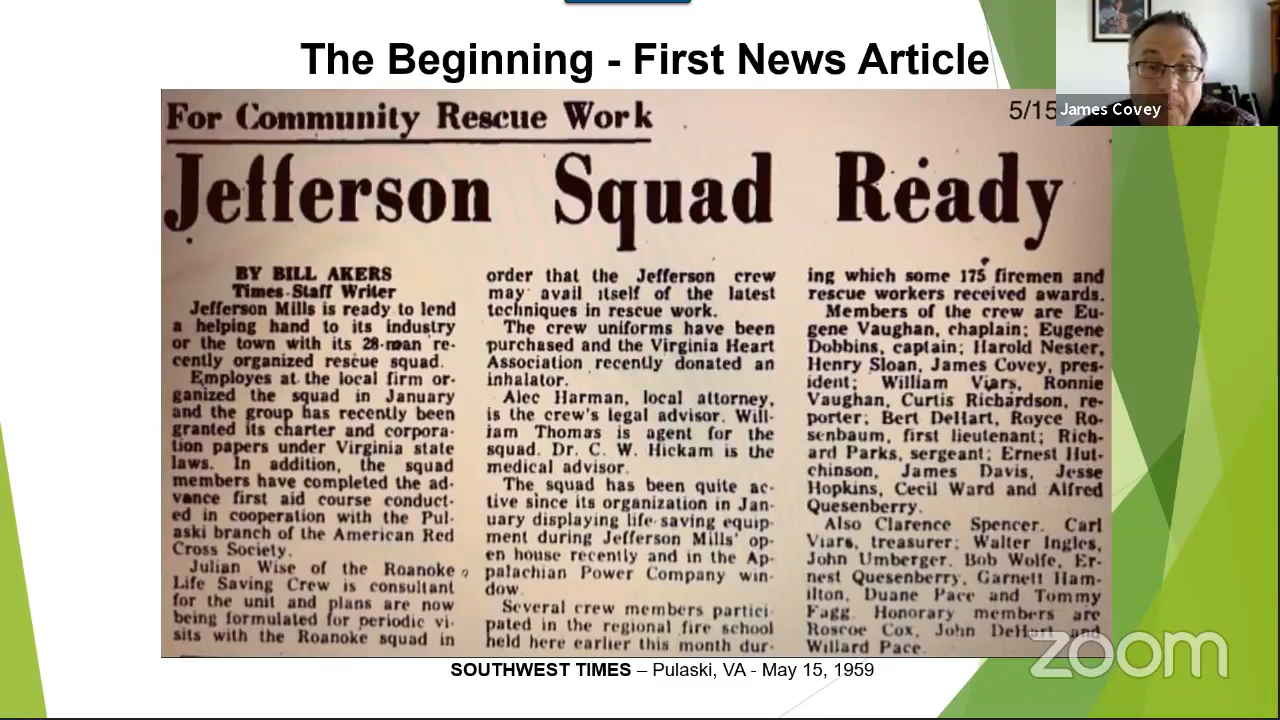 The Beginning - First News Article
For Community Rescue Work
5/15
James Covey
Jefferson Squad Ready
BY BILL AKERS
Times-Staff Writer
Jefferson Mills is ready to lend
a helping hand to its industry
or the town with its 28-man re-
cently organized rescue squad.
Employes at the local firm or-
ganized the squad in January
and the group has recently been
granted its charter and corpora-
tion papers under Virginia state
laws. In addition, the squad
members have completed the ad-
vance first aid course conduct-
ed in cooperation with the Pul-
aski branch of the American Red
Cross Society.
Julian Wise of the Roanoke
Life Saving Crew is consultant
for the unit and plans are now
being formulated for periodic vi-
sits with the Roanoke squad in
order that the Jefferson crew
may avail itself of the latest
techniques in rescue work.
The crew uniforms have been
purchased and the Virginia Heart
Association recently donated an
inhalator.
Alec Harman, local attorney,
is the crew's legal advisor. Will-
iam Thomas is agent for the
squad. Dr. C. W. Hickam is the
medical advisor.
The squad has been quite ac-
tive since its organization in Jan-
uary displaying life-saving equip-
ment during Jefferson Mills' op-
en house recently and in the Ap-
palachian Power Company win-
dow.
Several crew members partici-
pated in the regional fire school
held here earlier this month dur-
ing which some 175 firemen and
rescue workers received awards.
Members of the crew are Eu-
gene Vaughan, chaplain; Eugene
Dobbins, captain; Harold Nester,
Henry Sloan, James Covey, pres-
ident; William Viars, Ronnie
Vaughan, Curtis Richardson, re-
porter; Bert DeHart, Royce Ro-
senbaum, first lieutenant; Rich-
ard Parks, sergeant; Ernest Hut-
chinson, James Davis, Jesse
Hopkins, Cecil Ward and Alfred
Quesenberry.
Also Clarence Spencer, Carl
Viars, treasurer; Walter Ingles,
John Umberger, Bob Wolfe, Er-
nest Quesenberry, Garnett Ham-
ilton, Duane Pace and Tommy
Fagg. Honorary members are
Roscoe Cox, John DeHart and
Willard Pace.
zoom
SOUTHWEST TIMES – Pulaski, VA - May 15, 1959